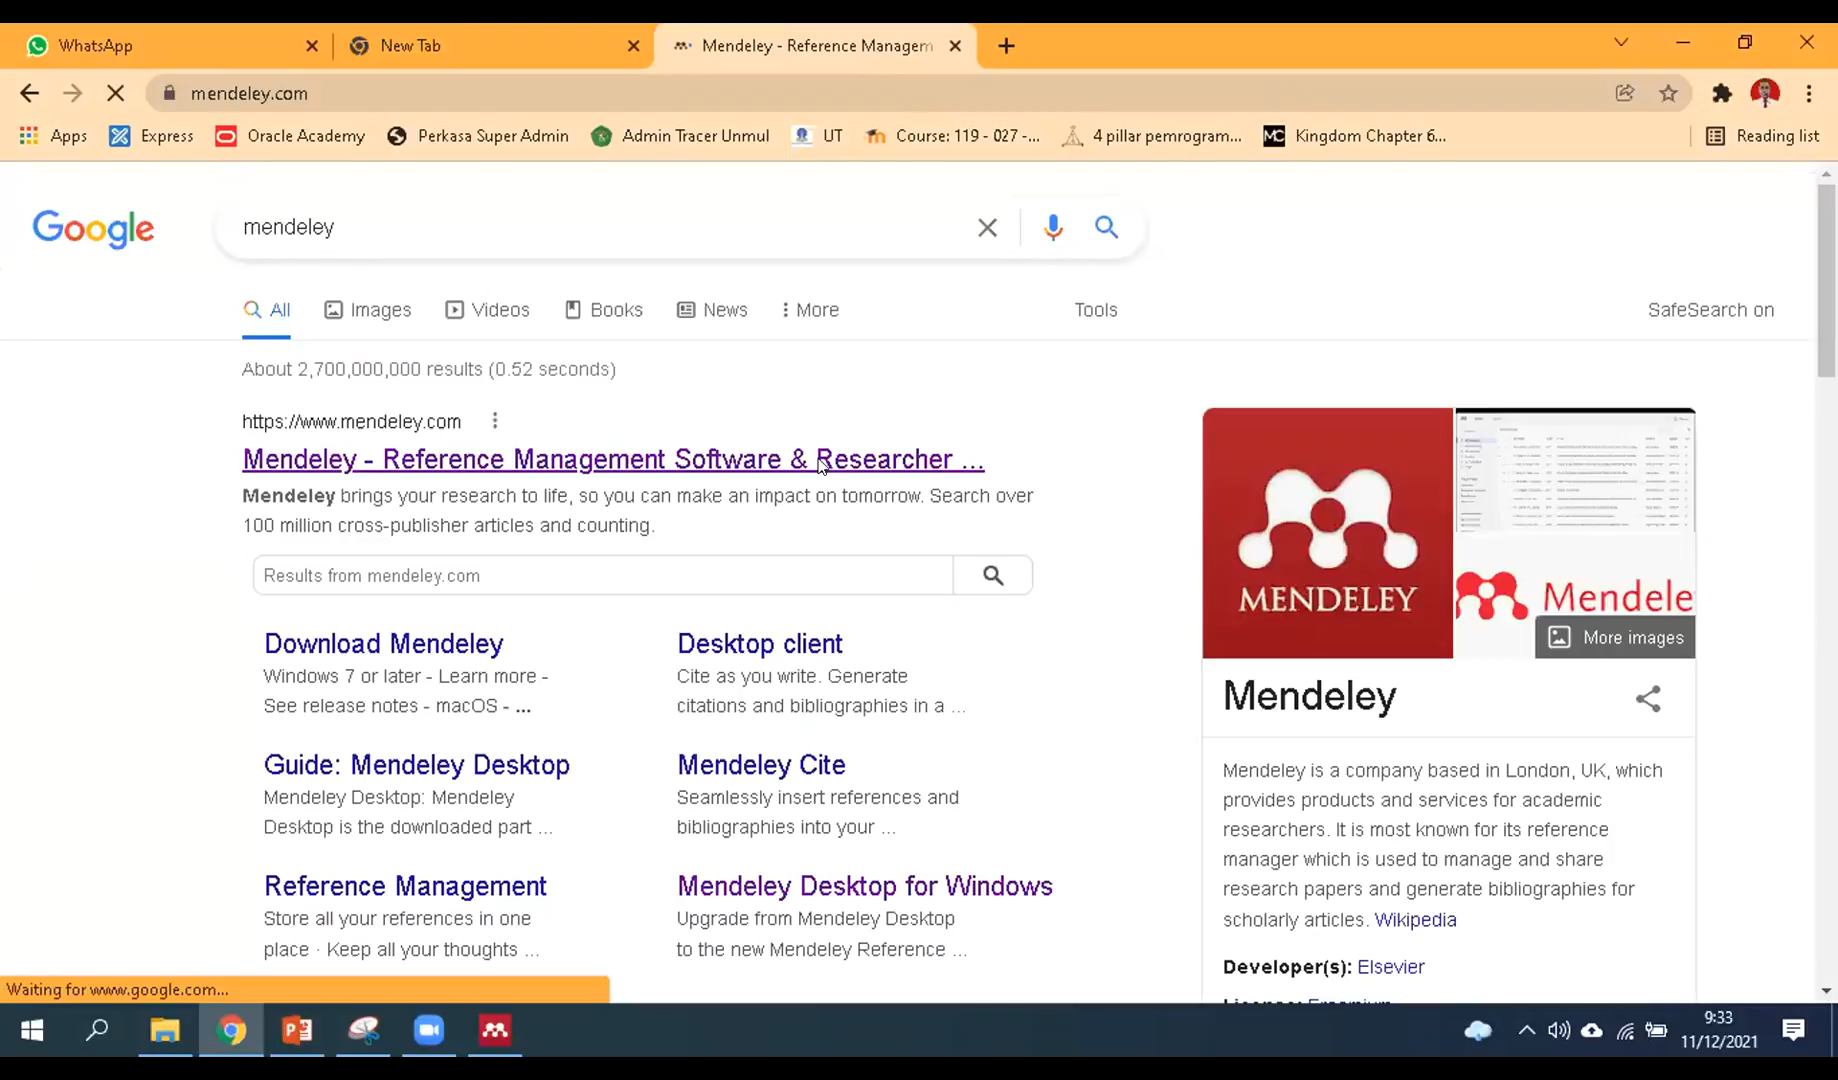 WhatsApp
New Tab
Mendeley - Reference Managem
mendeley.com
Apps
Express
Oracle Academy
Perkasa Super Admin
Admin Tracer Unmul
UT
Course: 119 - 027 -...
4 pillar pemrogram...
MC
Kingdom Chapter 6...
Reading list
Google
mendeley
All
Images
Videos
Books
News
More
Tools
SafeSearch on
About 2,700,000,000 results (0.52 seconds)
https://www.mendeley.com
Mendeley - Reference Management Software & Researcher ...
Mendeley brings your research to life, so you can make an impact on tomorrow. Search over
100 million cross-publisher articles and counting.
Results from mendeley.com
Download Mendeley
Windows 7 or later - Learn more -
See release notes - macOS - ...
Desktop client
Cite as you write. Generate
citations and bibliographies in a ...
Guide: Mendeley Desktop
Mendeley Desktop: Mendeley
Desktop is the downloaded part ...
Mendeley Cite
Seamlessly insert references and
bibliographies into your ...
Reference Management
Store all your references in one
place · Keep all your thoughts ...
Mendeley Desktop for Windows
Upgrade from Mendeley Desktop
to the new Mendeley Reference ...
MENDELEY
Mendele
More images
Mendeley
Mendeley is a company based in London, UK, which
provides products and services for academic
researchers. It is most known for its reference
manager which is used to manage and share
research papers and generate bibliographies for
scholarly articles. Wikipedia
Developer(s): Elsevier
Waiting for www.google.com...
9:33
11/12/2021